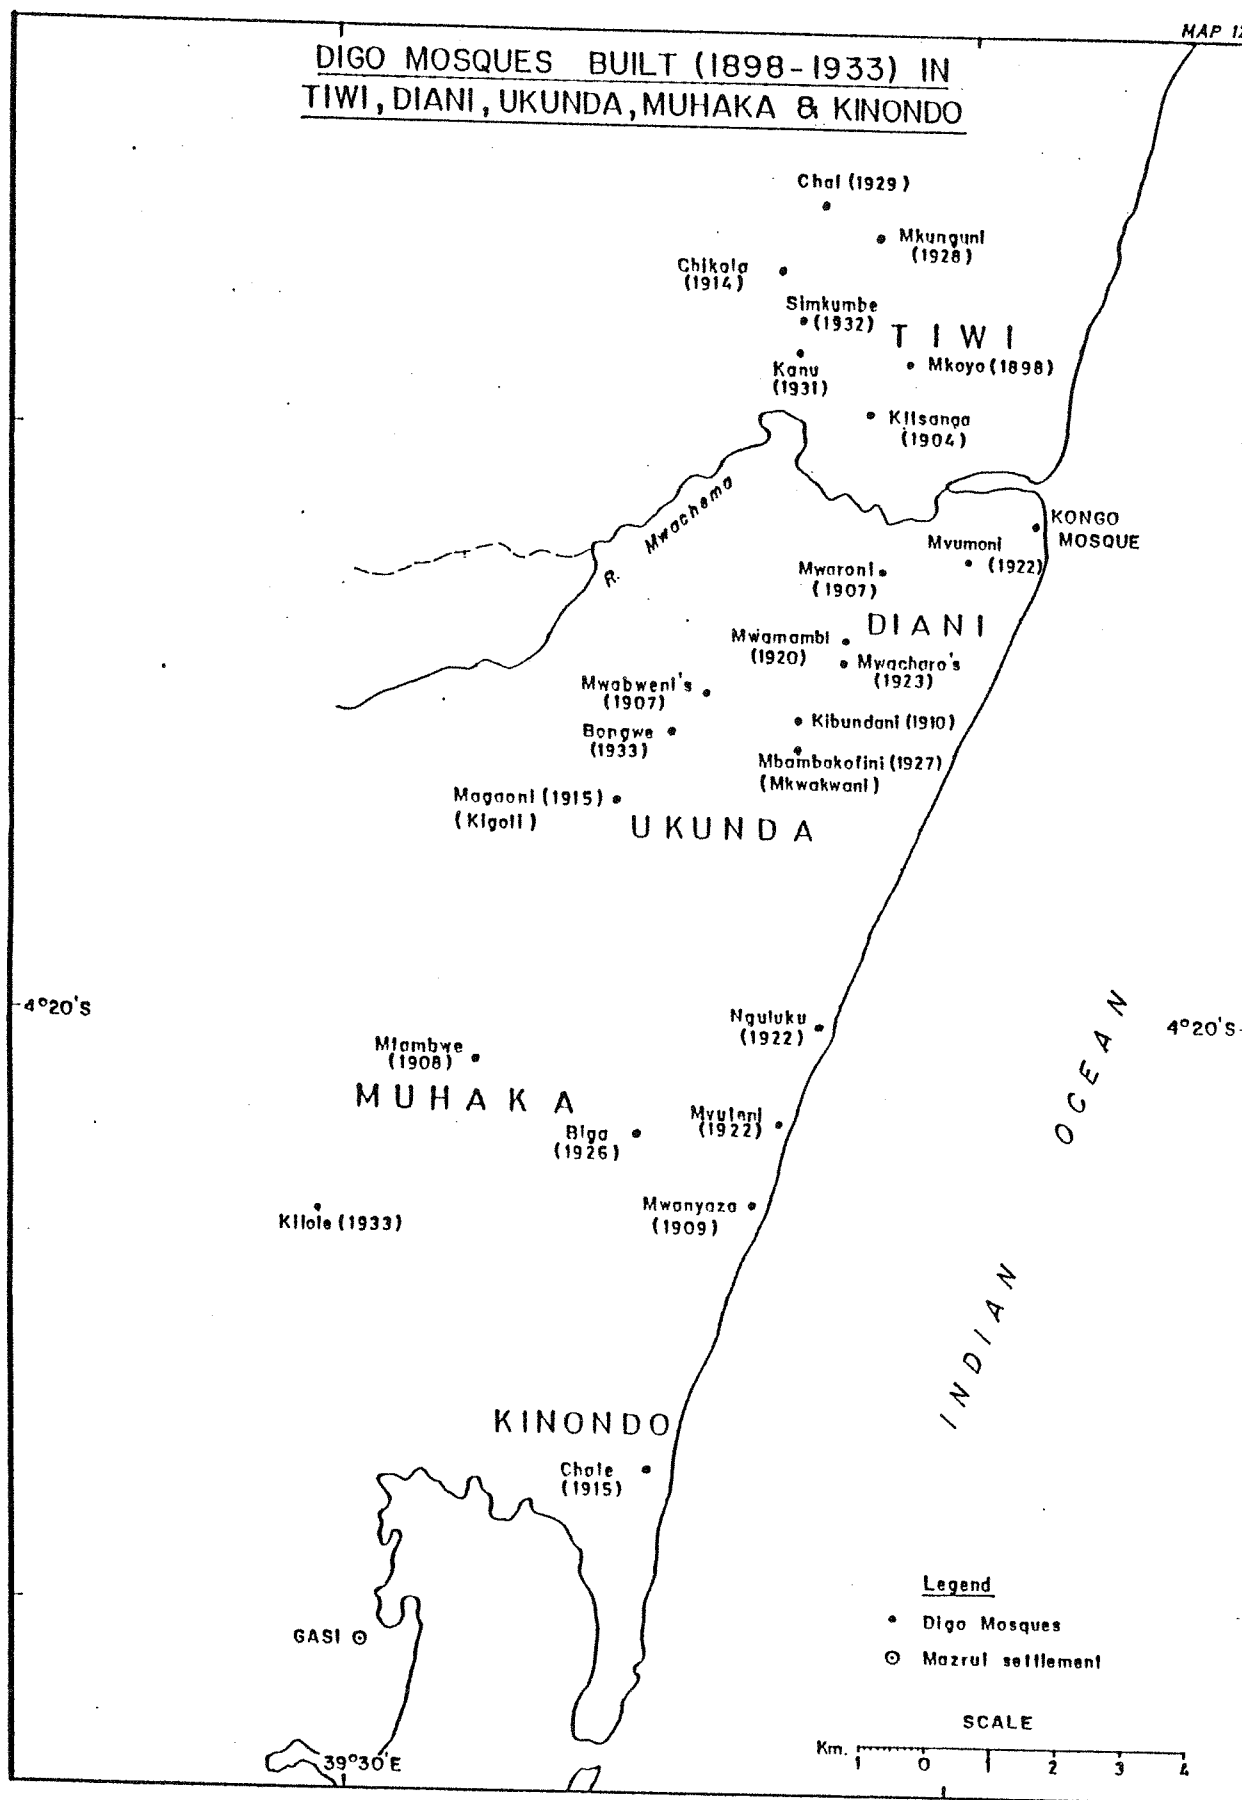 MAP 12
DIGO MOSQUES BUILT (1898-1933) IN
TIWI, DIANI, UKUNDA, MUHAKA & KINONDO
Chai (1929)
Mkunguni
(1928)
Chikola
(1914)
Simkumbe
(1932)
TIWI
Kanu
(1931)
Mkoyo (1898)
Kiisanga
(1904)
R. Mwachema
KONGO
MOSQUE
Mvumoni
(1922)
Mwaroni
(1907)
DIANI
Mwamambi
(1920)
Mwacharo's
(1923)
Mwabweni's
(1907)
Kibundani (1910)
Bongwe
(1933)
Mbambakofini (1927)
(Mkwakwani)
Magaoni (1915)
(Kigoli)
UKUNDA
4°20'S
4°20'S
Nguluku
(1922)
Mtambwe
(1908)
MUHAKA
Mvuleni
(1922)
Biga
(1926)
Mwanyaza
(1909)
Kilole (1933)
INDIAN OCEAN
KINONDO
Chale
(1915)
GASI
39°30'E
Legend
Digo Mosques
Mazrui settlement
SCALE
Km. 1 0 1 2 3 4